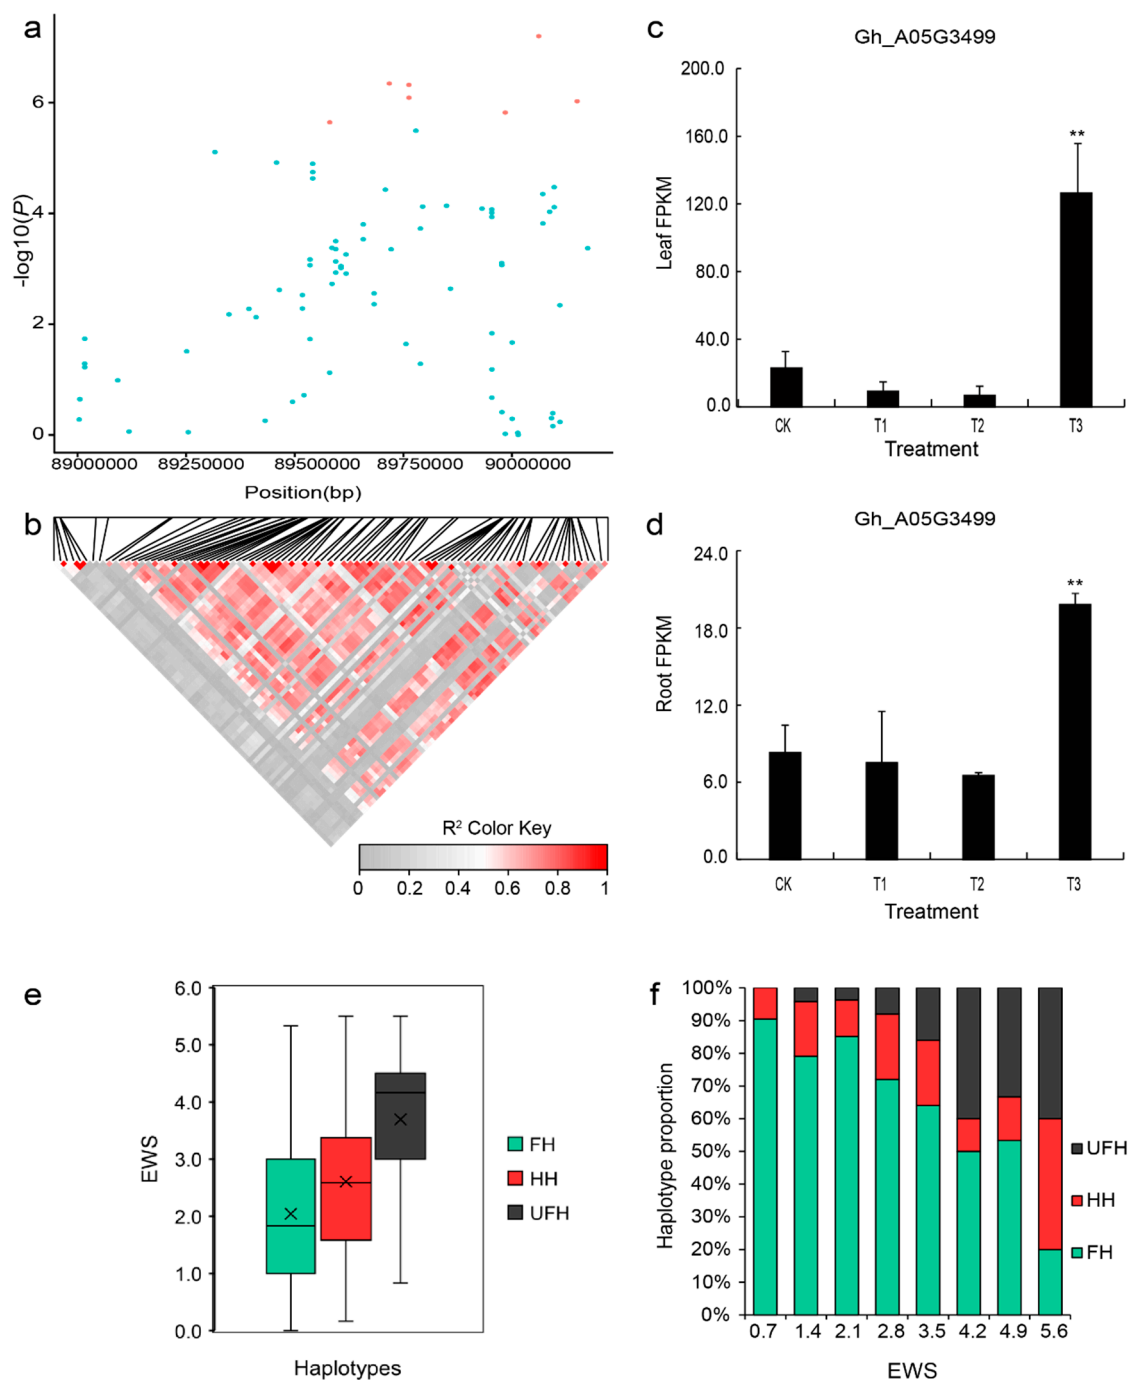 a
6
4
2
0
-log10(P)
89000000 89250000 89500000 89750000 90000000
Position(bp)
b
R² Color Key
0 0.2 0.4 0.6 0.8 1
c
Gh_A05G3499
200.0
160.0
120.0
80.0
40.0
0.0
Leaf FPKM
**
CK T1 T2 T3
Treatment
d
Gh_A05G3499
24.0
18.0
12.0
6.0
0.0
Root FPKM
**
CK T1 T2 T3
Treatment
e
6.0
5.0
4.0
3.0
2.0
1.0
0.0
EWS
Haplotypes
FH
HH
UFH
f
100%
90%
80%
70%
60%
50%
40%
30%
20%
10%
0%
Haplotype proportion
0.7 1.4 2.1 2.8 3.5 4.2 4.9 5.6
EWS
UFH
HH
FH